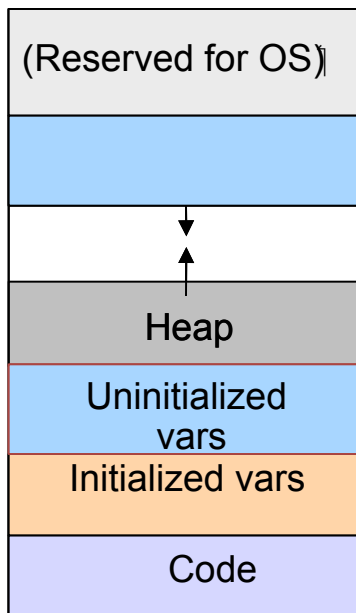 (Reserved for OS)
Heap
Uninitialized
vars
Initialized vars
Code